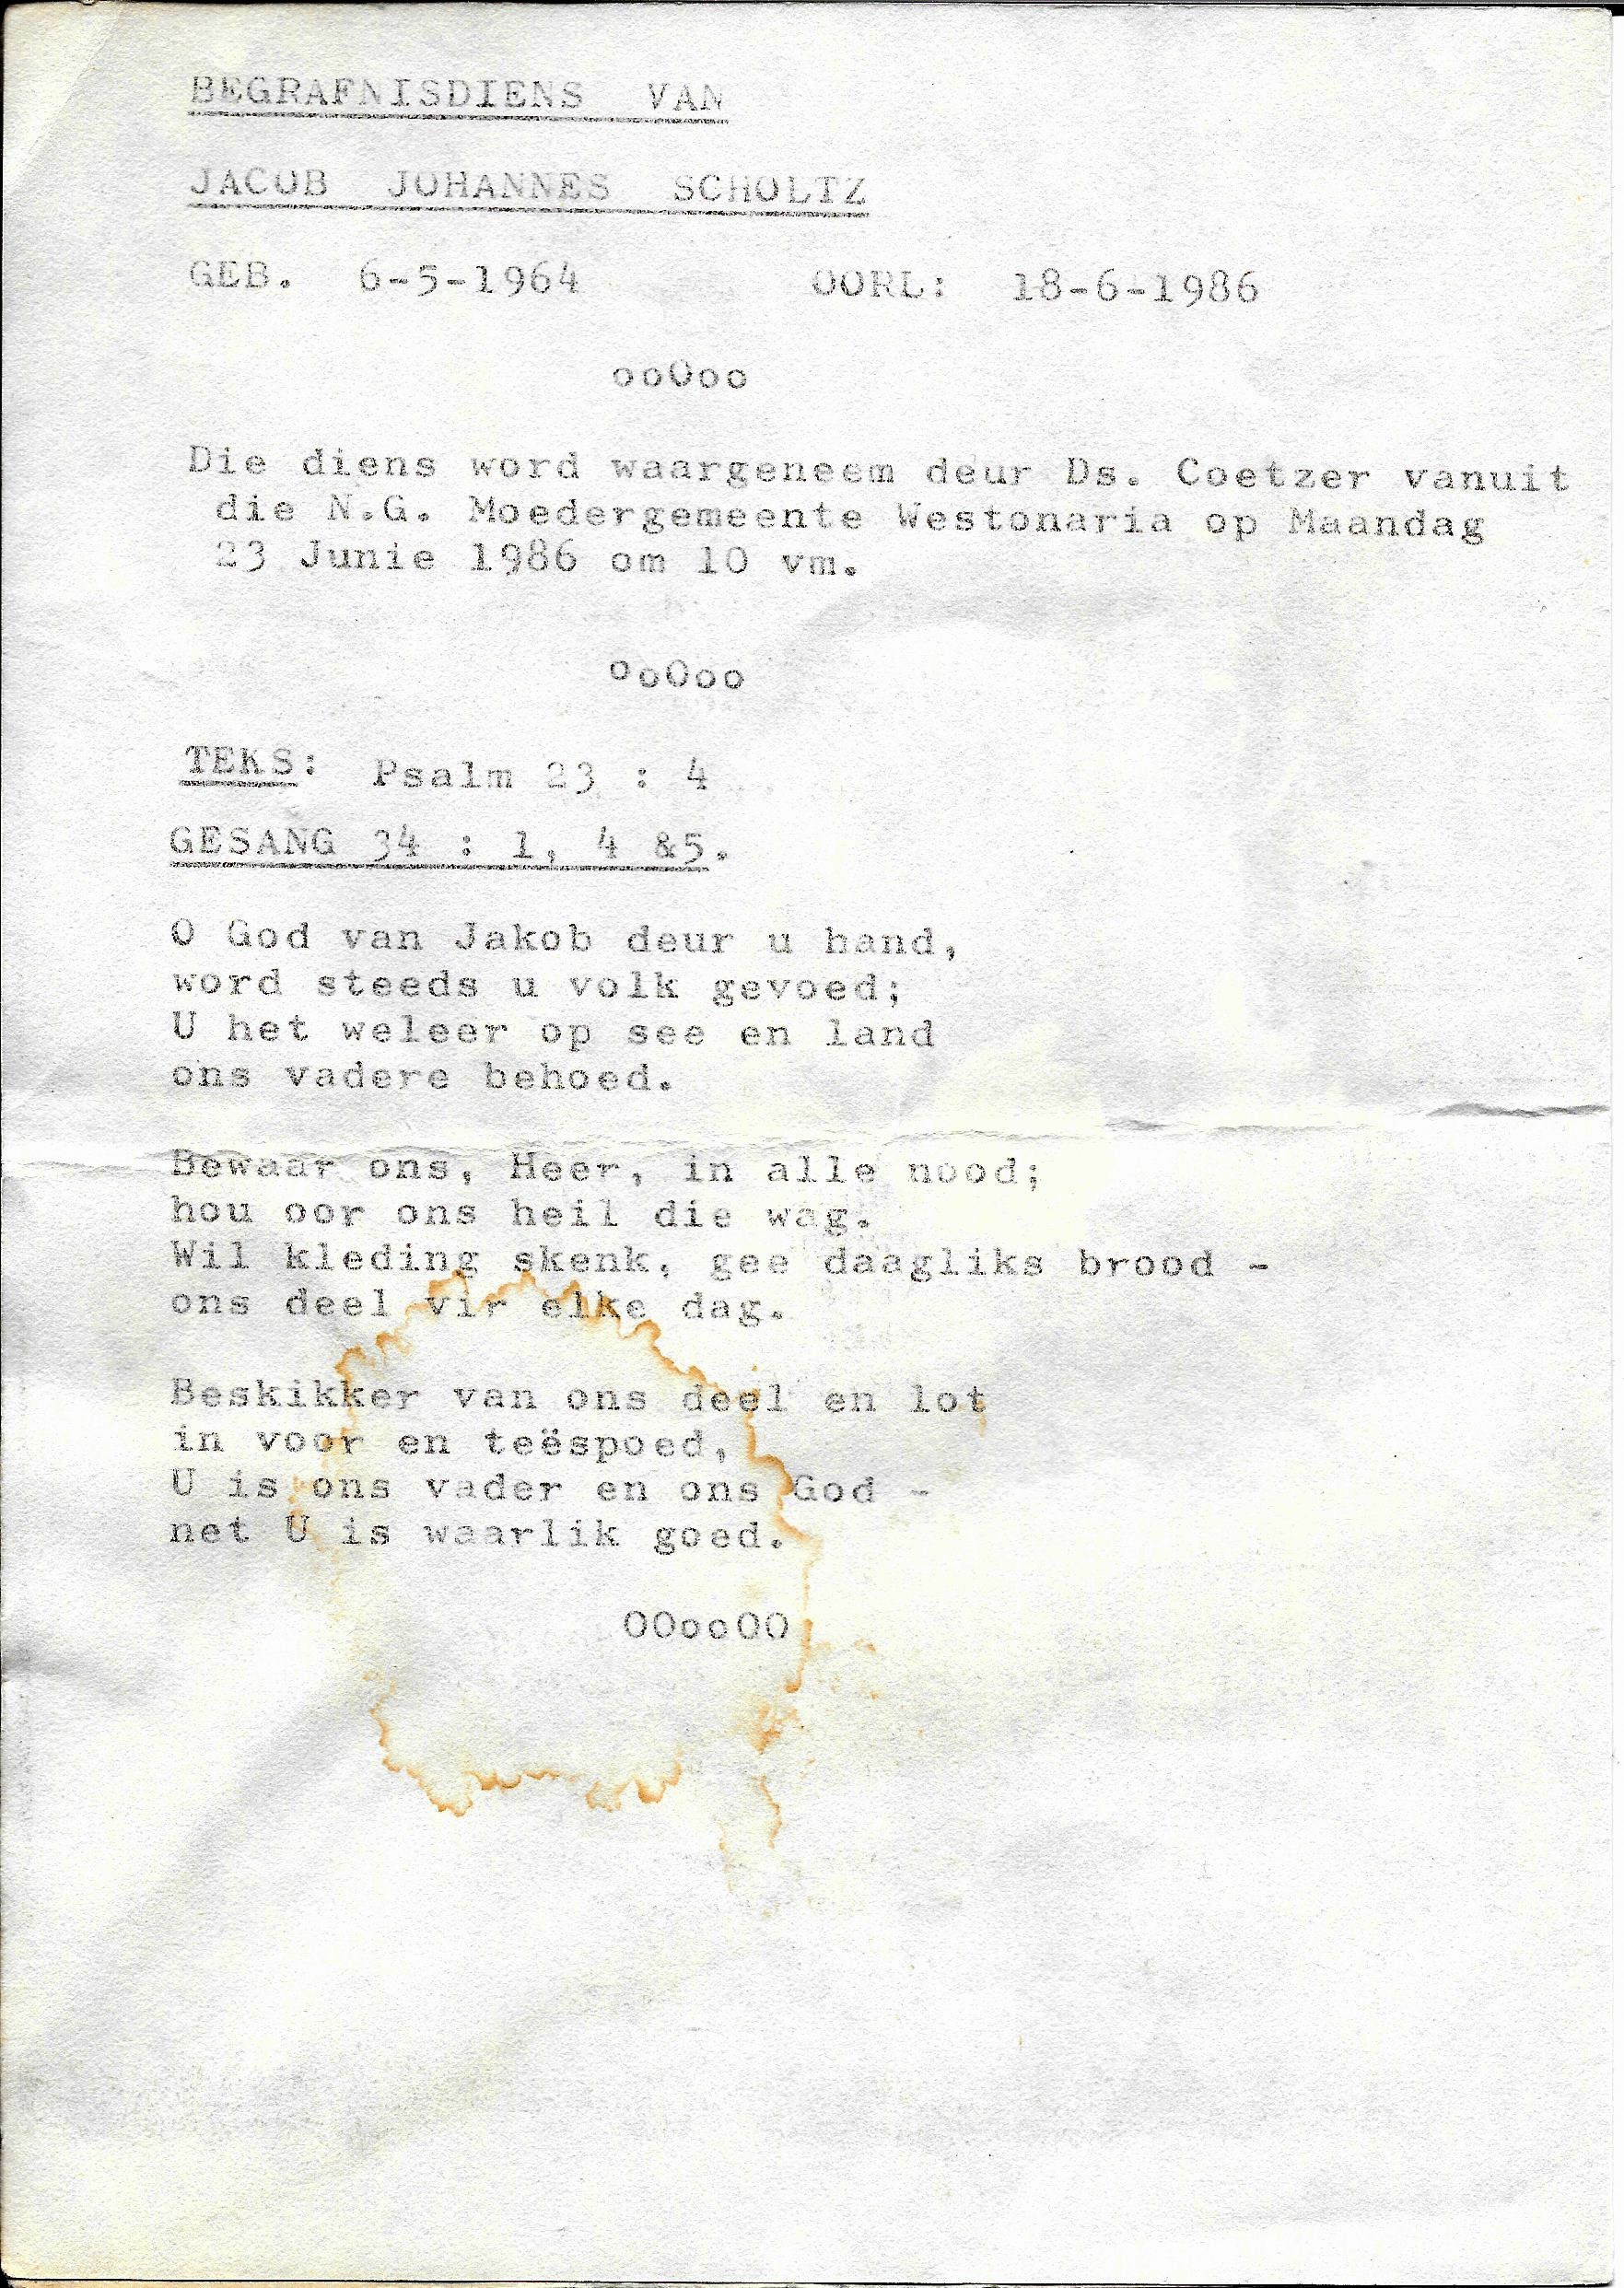 BEGRAFNISDIENS VAN
JACOB JOHANNES SCHOLTZ
GEB. 6-5-1964 OORL: 18-6-1986
ooOoo
Die diens word waargeneem deur Ds. Coetzer vanuit
die N.G. Moedergemeente Westonaria op Maandag
23 Junie 1986 om 10 vm.
ooOoo
TEKS: Psalm 23 : 4
GESANG 34 : 1, 4 &5.
O God van Jakob deur u hand,
word steeds u volk gevoed;
U het weleer op see en land
ons vadere behoed.
Bewaar ons, Heer, in alle nood;
hou oor ons heil die wag.
Wil kleding skenk, gee daagliks brood -
ons deel vir elke dag.
Beskikker van ons deel en lot
in voor en teëspoed,
U is ons vader en ons God -
net U is waarlik goed.
OOooOO